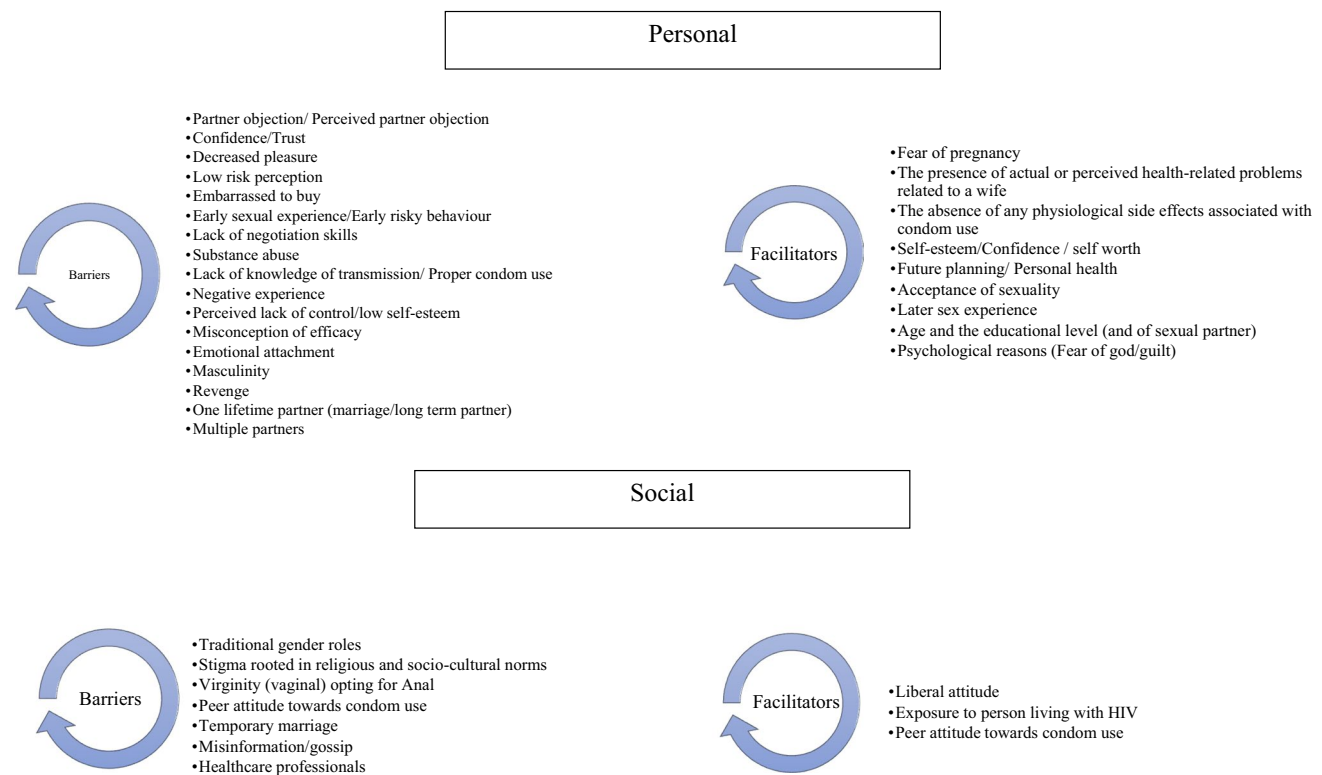 Personal
Barriers
•Partner objection/ Perceived partner objection
•Confidence/Trust
•Decreased pleasure
•Low risk perception
•Embarrassed to buy
•Early sexual experience/Early risky behaviour
•Lack of negotiation skills
•Substance abuse
•Lack of knowledge of transmission/ Proper condom use
•Negative experience
•Perceived lack of control/low self-esteem
•Misconception of efficacy
•Emotional attachment
•Masculinity
•Revenge
•One lifetime partner (marriage/long term partner)
•Multiple partners
Facilitators
•Fear of pregnancy
•The presence of actual or perceived health-related problems
related to a wife
•The absence of any physiological side effects associated with
condom use
•Self-esteem/Confidence / self worth
•Future planning/ Personal health
•Acceptance of sexuality
•Later sex experience
•Age and the educational level (and of sexual partner)
•Psychological reasons (Fear of god/guilt)
Social
Barriers
•Traditional gender roles
•Stigma rooted in religious and socio-cultural norms
•Virginity (vaginal) opting for Anal
•Peer attitude towards condom use
•Temporary marriage
•Misinformation/gossip
•Healthcare professionals
Facilitators
•Liberal attitude
•Exposure to person living with HIV
•Peer attitude towards condom use